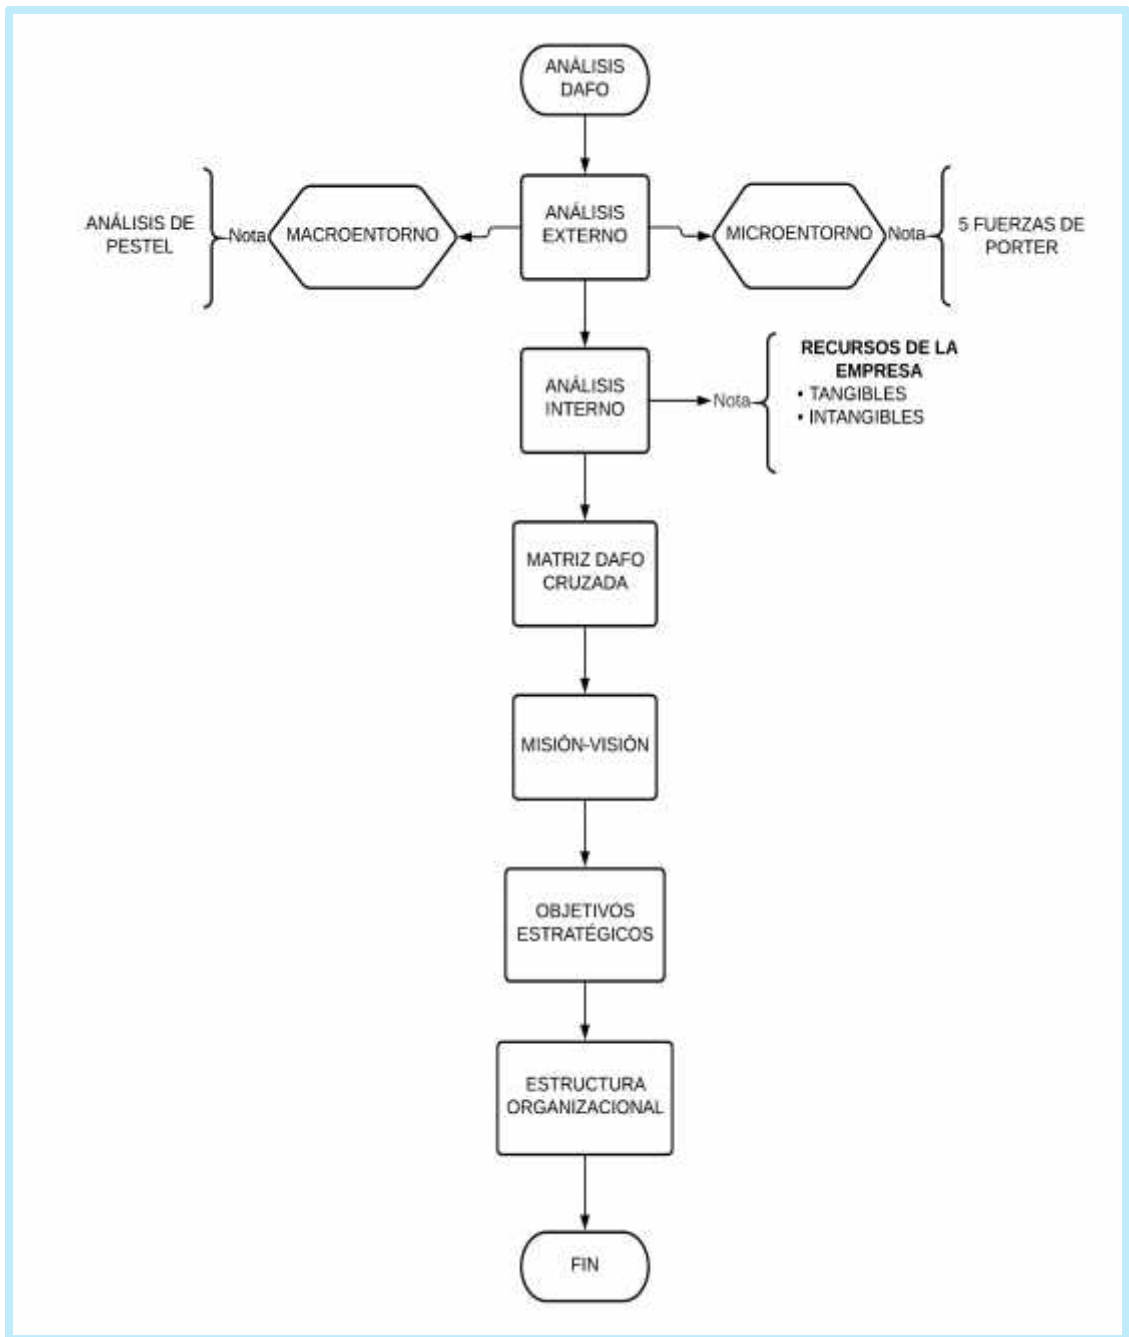 ANÁLISIS
DAFO
ANÁLISIS DE
PESTEL
Nota
MACROENTORNO
ANÁLISIS
EXTERNO
MICROENTORNO
Nota
5 FUERZAS DE
PORTER
ANÁLISIS
INTERNO
Nota
RECURSOS DE LA
EMPRESA
• TANGIBLES
• INTANGIBLES
MATRIZ DAFO
CRUZADA
MISIÓN-VISIÓN
OBJETIVOS
ESTRATÉGICOS
ESTRUCTURA
ORGANIZACIONAL
FIN